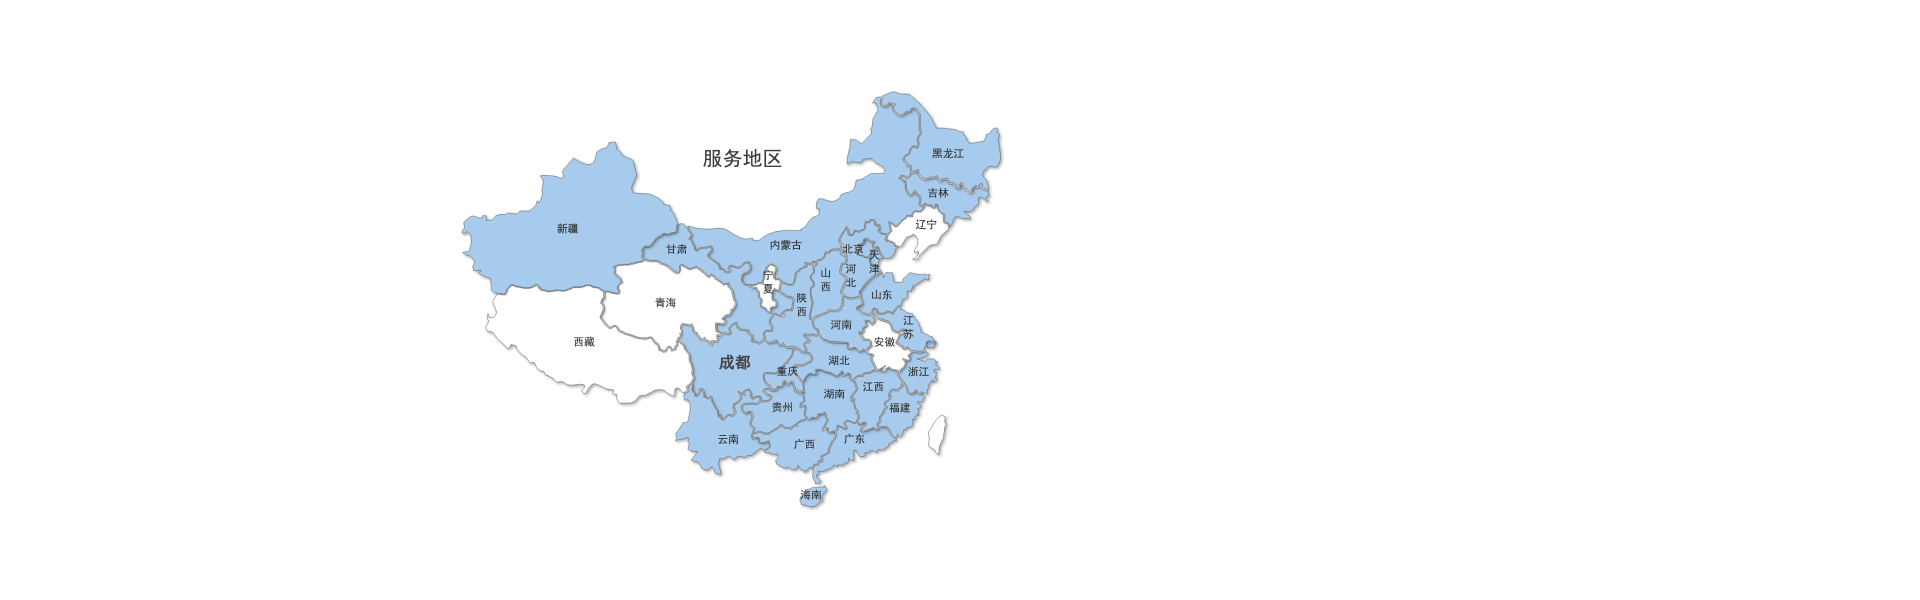 服务地区
黑龙江
吉林
辽宁
新疆
甘肃
内蒙古
北京
天津
河北
山西
宁夏
陕西
青海
山东
河南
江苏
安徽
西藏
成都
重庆
湖北
浙江
江西
湖南
贵州
福建
云南
广西
广东
海南